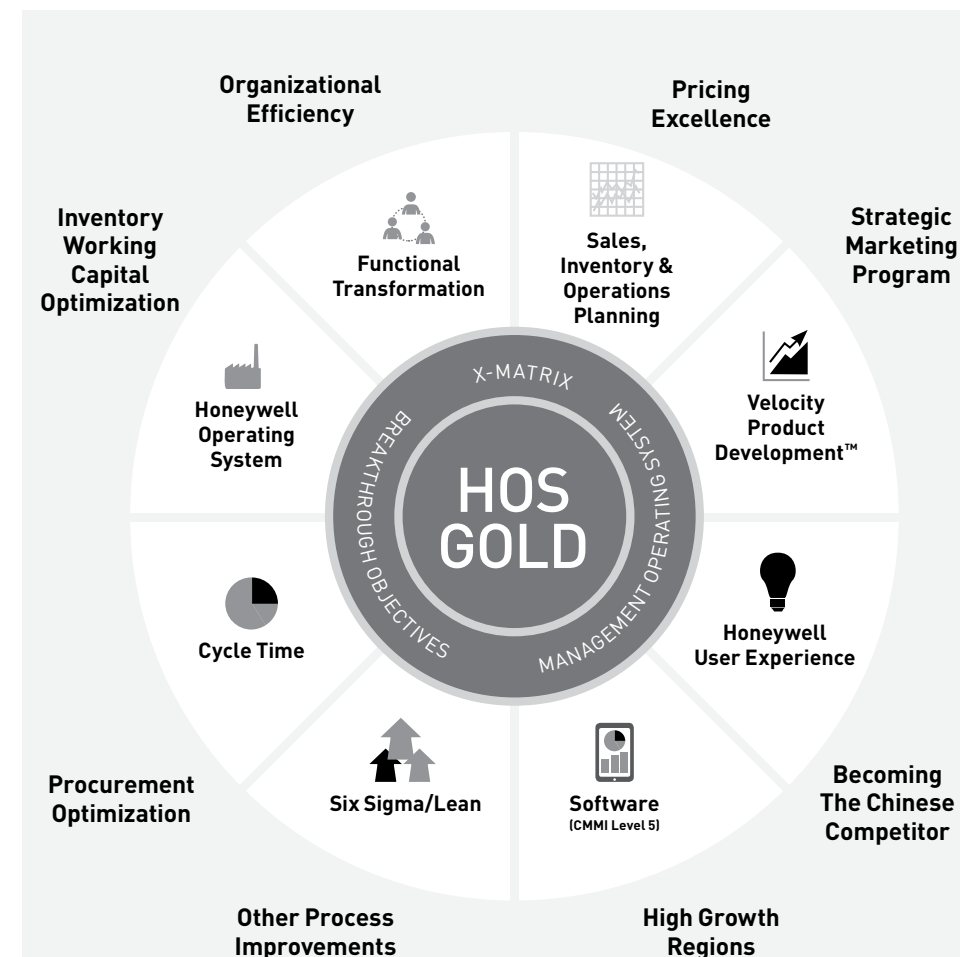 Organizational
Efficiency
Pricing
Excellence
Inventory
Working
Capital
Optimization
Strategic
Marketing
Program
Functional
Transformation
Sales,
Inventory &
Operations
Planning
Honeywell
Operating
System
Velocity
Product
Development™
X-MATRIX
BREAKTHROUGH OBJECTIVES
MANAGEMENT OPERATING SYSTEM
HOS
GOLD
Cycle Time
Honeywell
User Experience
Six Sigma/Lean
Software
(CMMI Level 5)
Procurement
Optimization
Becoming
The Chinese
Competitor
Other Process
Improvements
High Growth
Regions